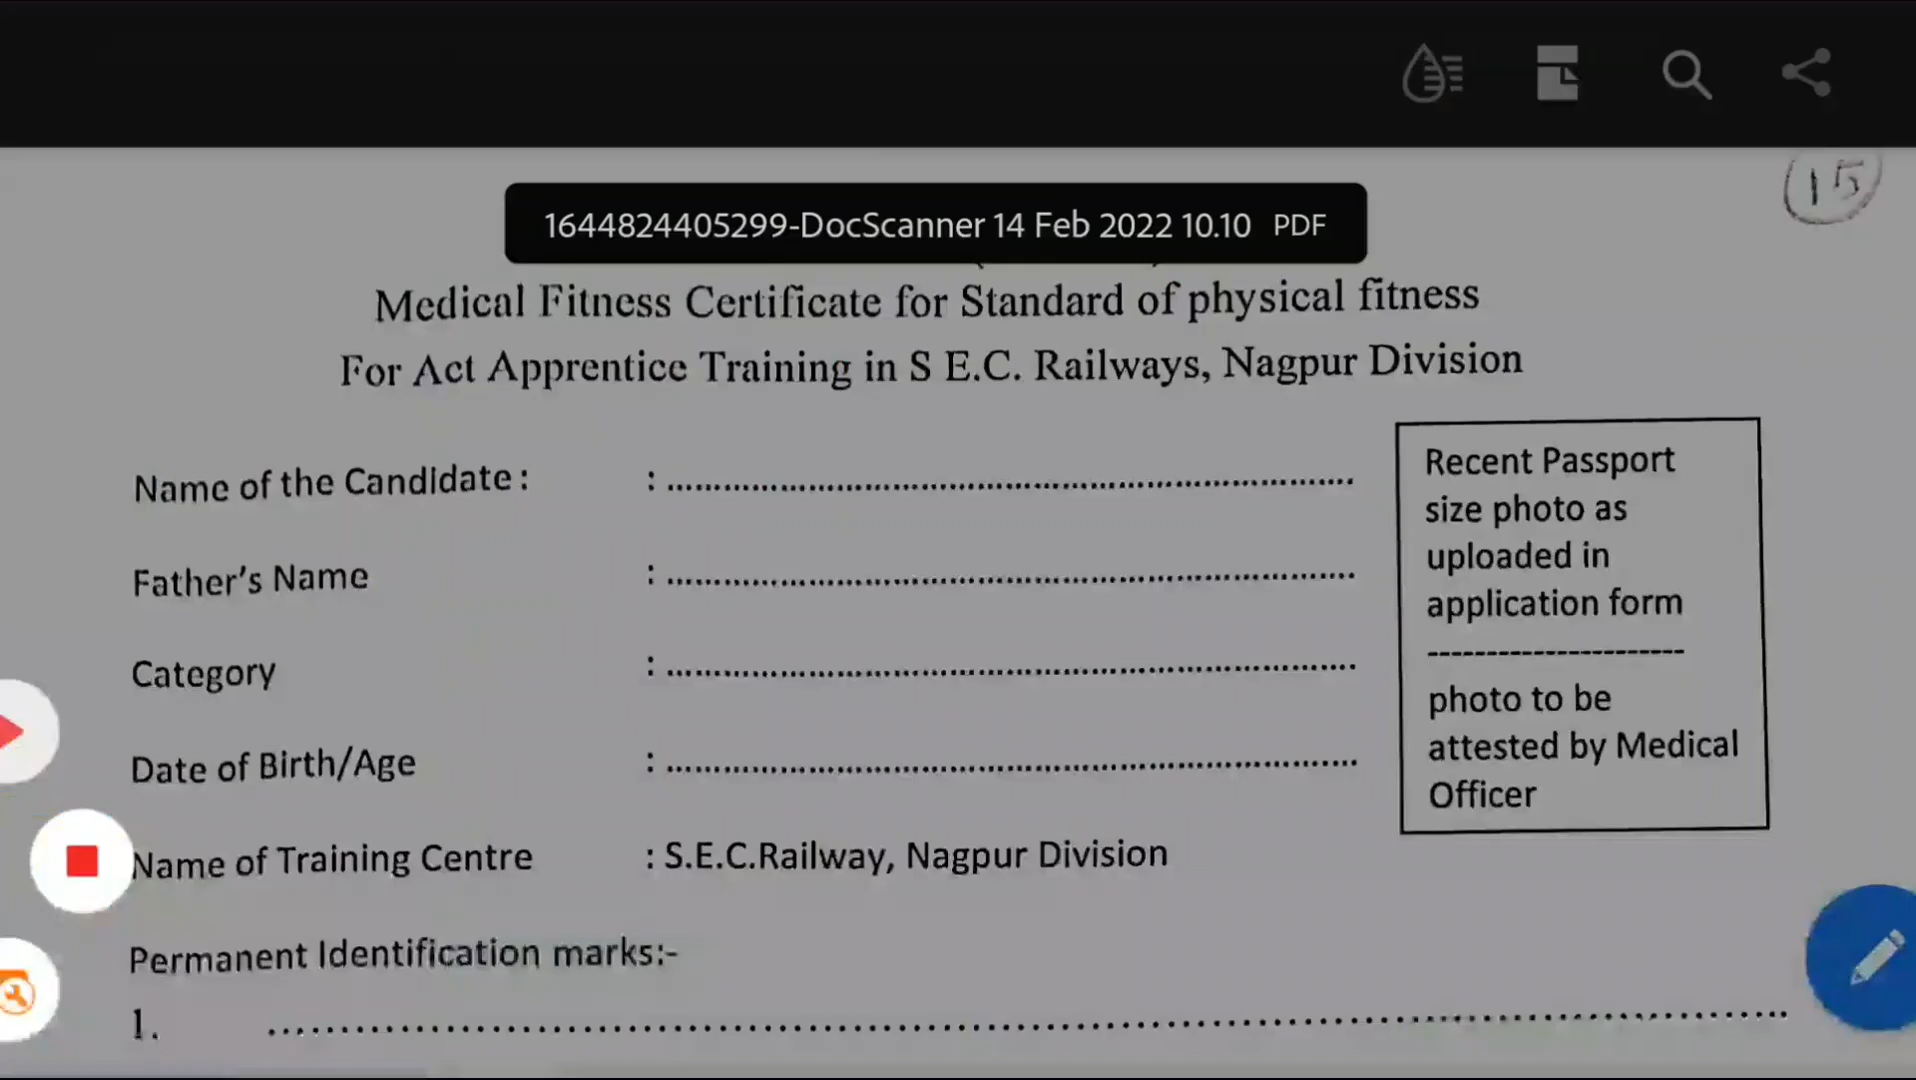 15
1644824405299-DocScanner 14 Feb 2022 10.10 PDF
Medical Fitness Certificate for Standard of physical fitness
For Act Apprentice Training in S E.C. Railways, Nagpur Division
Name of the Candidate : : ..........................................................................
Father's Name : ..........................................................................
Category : ..........................................................................
Date of Birth/Age : ..........................................................................
Name of Training Centre : S.E.C.Railway, Nagpur Division
Recent Passport
size photo as
uploaded in
application form
----------------------
photo to be
attested by Medical
Officer
Permanent Identification marks:-
1. ....................................................................................................